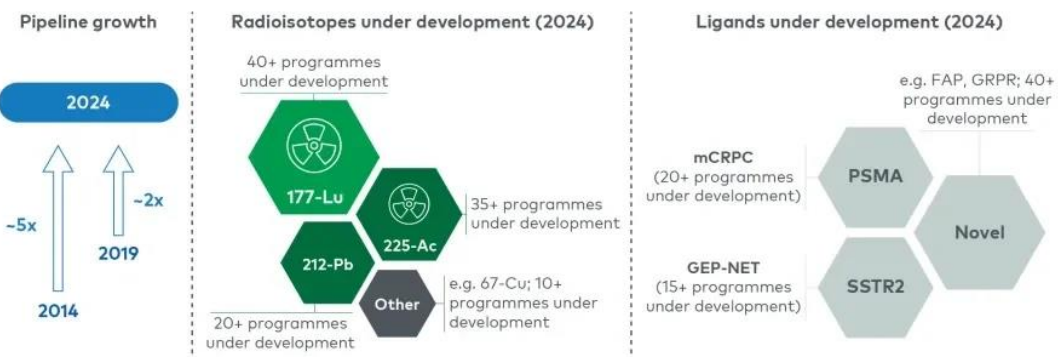 Pipeline growth
2024
~5x
~2x
2019
2014
Radioisotopes under development (2024)
40+ programmes
under development
177-Lu
35+ programmes
under development
225-Ac
212-Pb
Other
e.g. 67-Cu; 10+
programmes under
development
20+ programmes
under development
Ligands under development (2024)
e.g. FAP, GRPR; 40+
programmes under
development
mCRPC
(20+ programmes
under development)
PSMA
Novel
GEP-NET
(15+ programmes
under development)
SSTR2